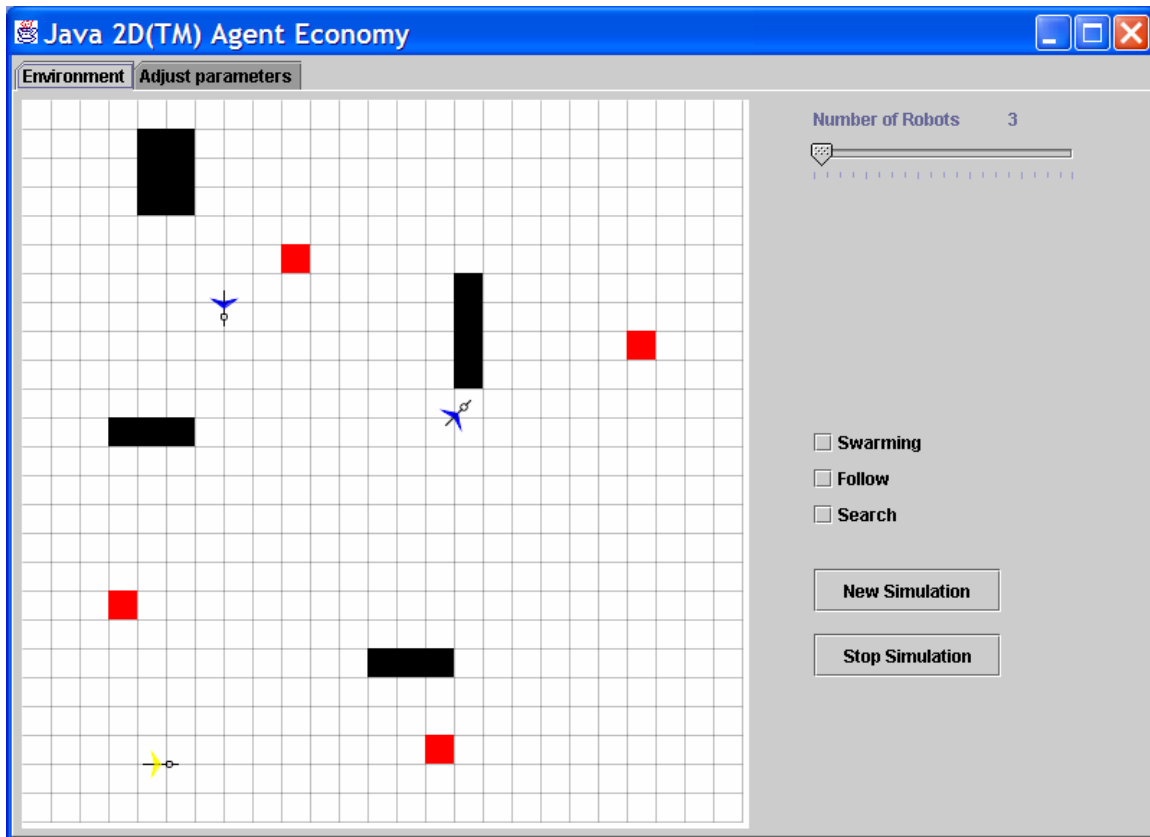 Java 2D(TM) Agent Economy
Environment Adjust parameters
Number of Robots 3
Swarming
Follow
Search
New Simulation
Stop Simulation